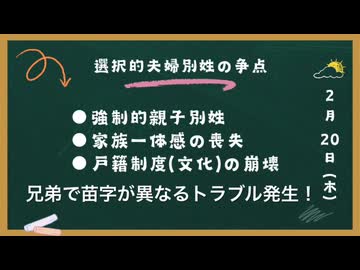 選択的夫婦別姓の争点
●強制的親子別姓
●家族一体感の喪失
●戸籍制度(文化)の崩壊
兄弟で苗字が異なるトラブル発生！
2月20日(木)